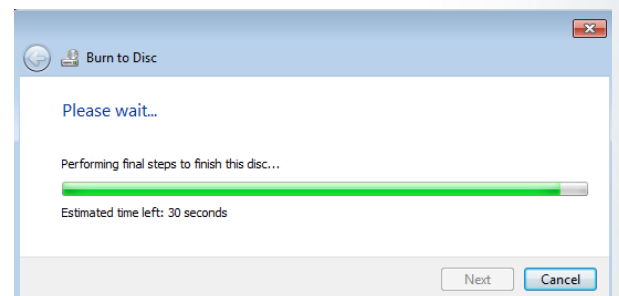 Burn to Disc
Please wait...
Performing final steps to finish this disc...
Estimated time left: 30 seconds
Next Cancel